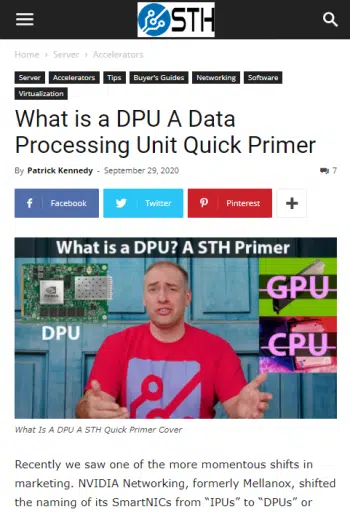 STH
Home › Server › Accelerators
Server Accelerators Tips Buyer's Guides Networking Software
Virtualization
What is a DPU A Data
Processing Unit Quick Primer
By Patrick Kennedy - September 29, 2020 7
Facebook Twitter Pinterest
What is a DPU? A STH Primer
DPU
GPU
CPU
What Is A DPU A STH Quick Primer Cover
Recently we saw one of the more momentous shifts in
marketing. NVIDIA Networking, formerly Mellanox, shifted
the naming of its SmartNICs from “IPUs” to “DPUs” or